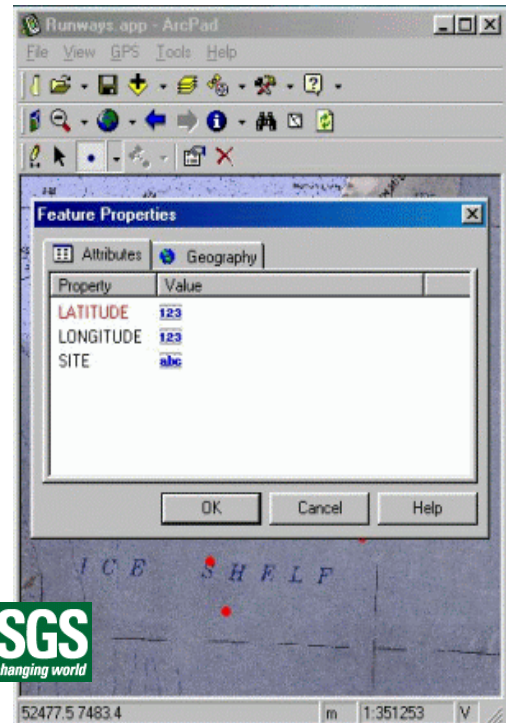 Runways.app - ArcPad
File View GPS Tools Help
Feature Properties
Attributes Geography
Property Value
LATITUDE 123
LONGITUDE 123
SITE abc
OK Cancel Help
ICE SHELF
SGS
hanging world
52477.5 7483.4 m 1:351253 V